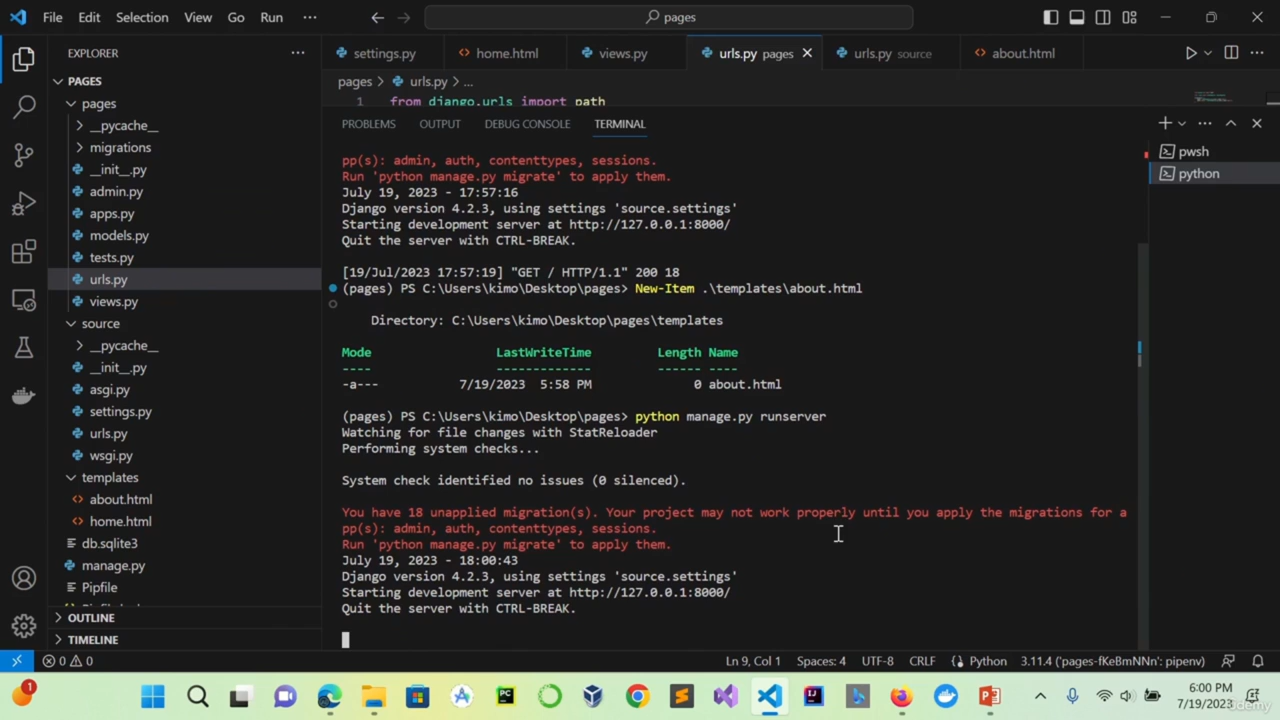 File Edit Selection View Go Run ··· pages
EXPLORER ···
PAGES
pages
__pycache__
migrations
__init__.py
admin.py
apps.py
models.py
tests.py
urls.py
views.py
source
__pycache__
__init__.py
asgi.py
settings.py
urls.py
wsgi.py
templates
about.html
home.html
db.sqlite3
manage.py
Pipfile
OUTLINE
TIMELINE
settings.py home.html views.py urls.py pages urls.py source about.html
pages > urls.py > ...
1 from django.urls import path
PROBLEMS OUTPUT DEBUG CONSOLE TERMINAL
pwsh
python
pp(s): admin, auth, contenttypes, sessions.
Run 'python manage.py migrate' to apply them.
July 19, 2023 - 17:57:16
Django version 4.2.3, using settings 'source.settings'
Starting development server at http://127.0.0.1:8000/
Quit the server with CTRL-BREAK.
[19/Jul/2023 17:57:19] "GET / HTTP/1.1" 200 18
(pages) PS C:\Users\kimo\Desktop\pages> New-Item .\templates\about.html
Directory: C:\Users\kimo\Desktop\pages\templates
Mode LastWriteTime Length Name
---- ------------- ------ ----
-a--- 7/19/2023 5:58 PM 0 about.html
(pages) PS C:\Users\kimo\Desktop\pages> python manage.py runserver
Watching for file changes with StatReloader
Performing system checks...
System check identified no issues (0 silenced).
You have 18 unapplied migration(s). Your project may not work properly until you apply the migrations for a
pp(s): admin, auth, contenttypes, sessions.
Run 'python manage.py migrate' to apply them.
July 19, 2023 - 18:00:43
Django version 4.2.3, using settings 'source.settings'
Starting development server at http://127.0.0.1:8000/
Quit the server with CTRL-BREAK.
0 0 Ln 9, Col 1 Spaces: 4 UTF-8 CRLF Python 3.11.4 ('pages-fKeBmNNn': pipenv)
1
PC
6:00 PM
7/19/2023
Udemy